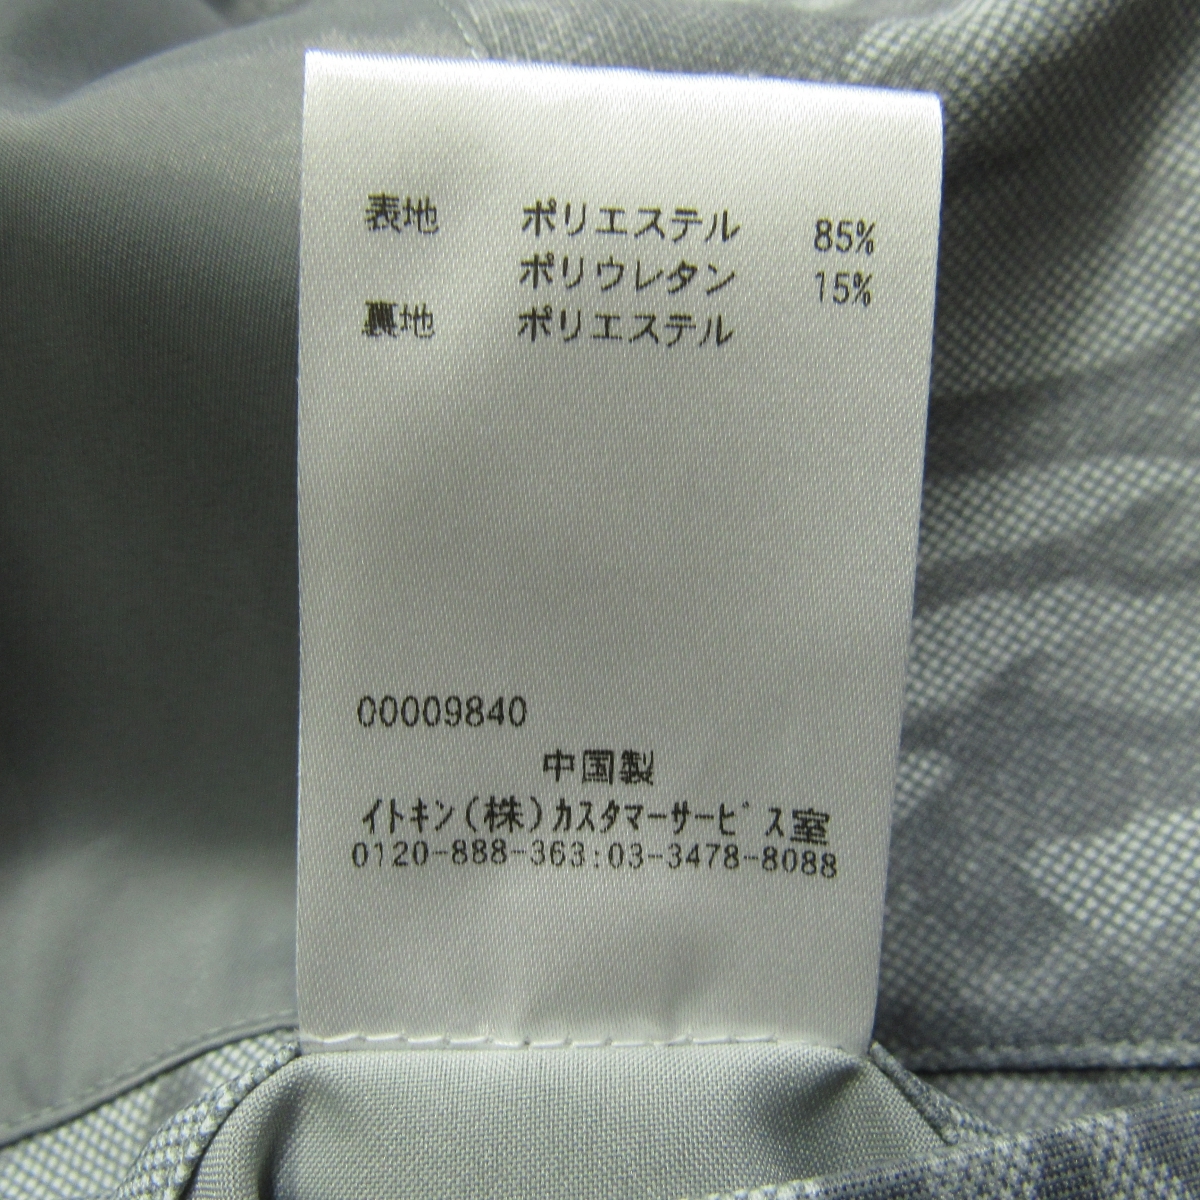 表地 ポリエステル 85%
ポリウレタン 15%
裏地 ポリエステル
00009840
中国製
イトキン(株)カスタマーサービス室
0120-888-363:03-3478-8088